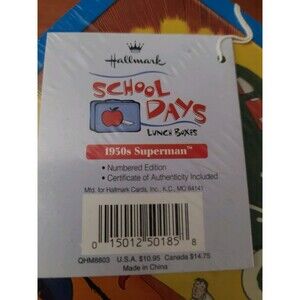 Hallmark
SCHOOL
DAYS
LUNCH BOXES
1950s Superman™
• Numbered Edition
• Certificate of Authenticity Included
Mfd. for Hallmark Cards, Inc., K.C., MO 64141
0 15012 50185 8
QHM8803 U.S.A. $10.95 Canada $14.75
Made in China